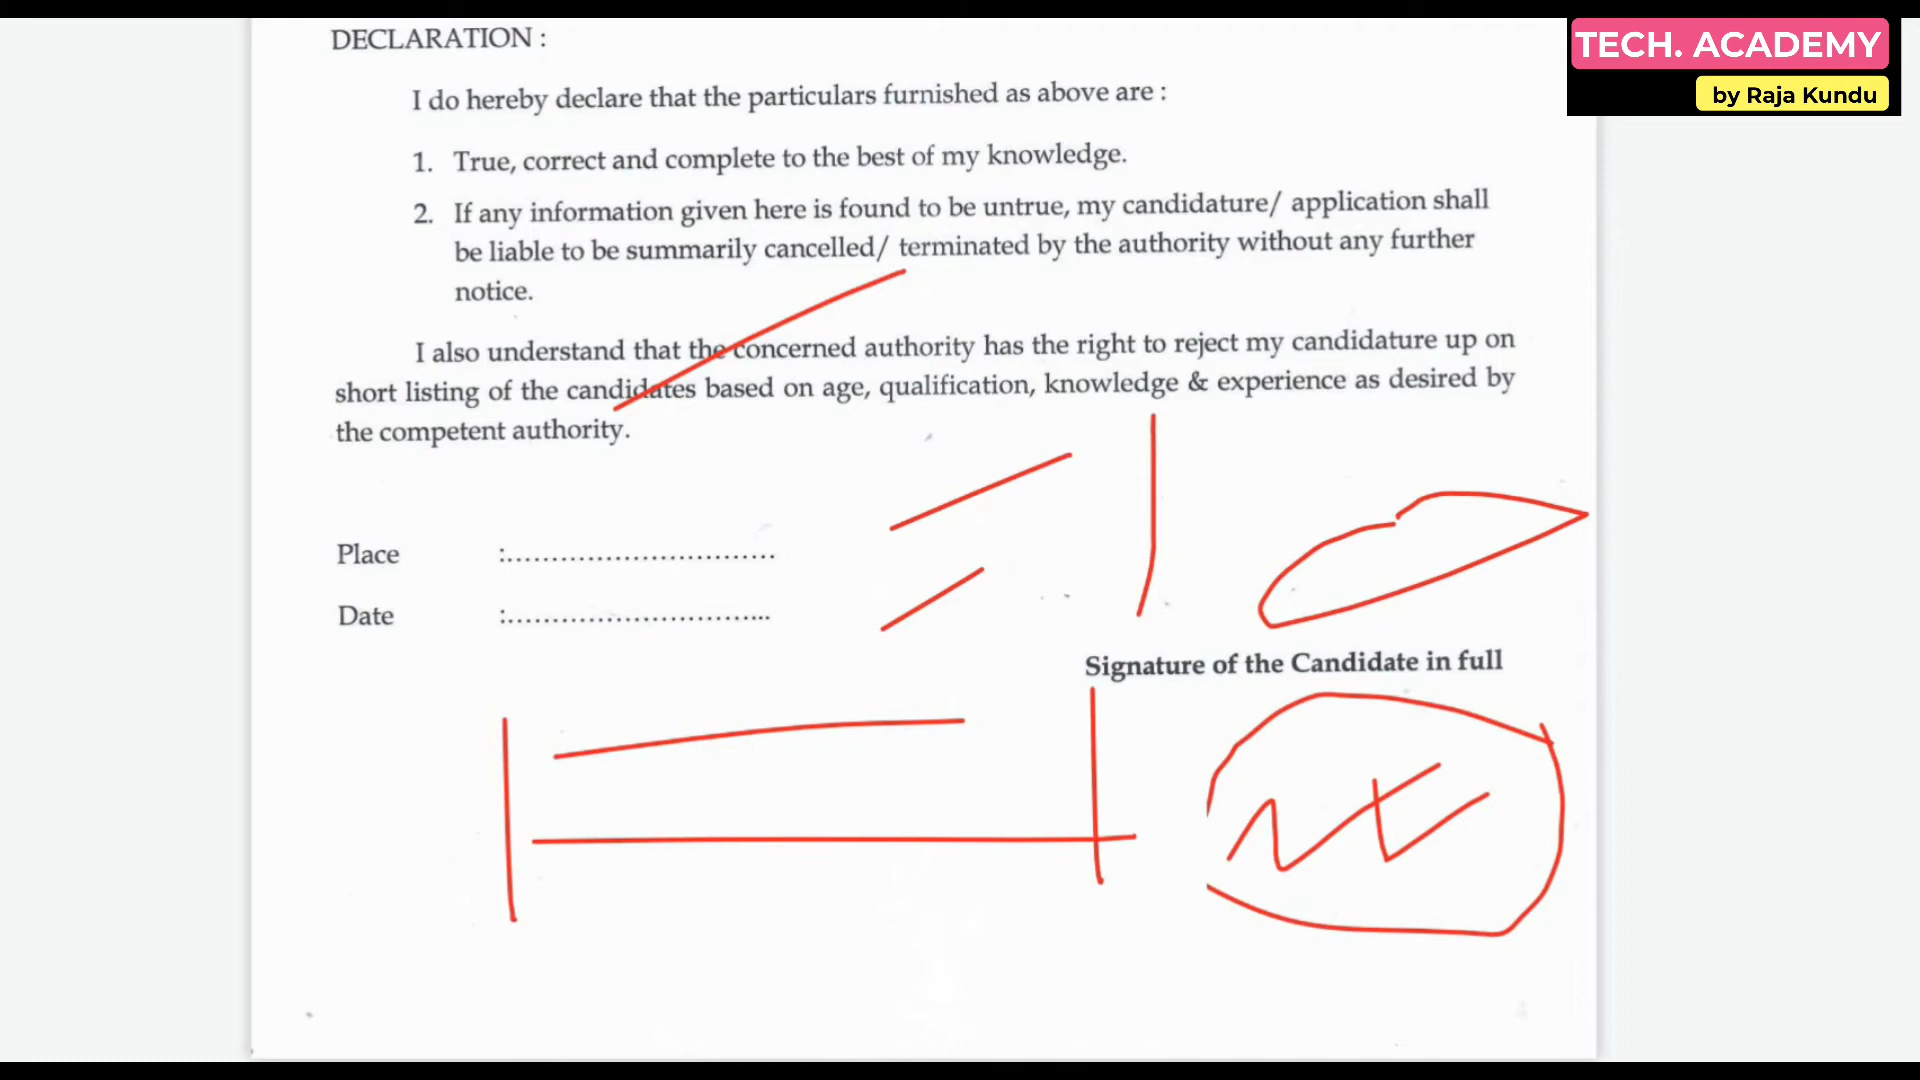 TECH. ACADEMY
by Raja Kundu
DECLARATION :
I do hereby declare that the particulars furnished as above are :
1. True, correct and complete to the best of my knowledge.
2. If any information given here is found to be untrue, my candidature/ application shall
be liable to be summarily cancelled/ terminated by the authority without any further
notice.
I also understand that the concerned authority has the right to reject my candidature up on
short listing of the candidates based on age, qualification, knowledge & experience as desired by
the competent authority.
Place :..............................
Date :..............................
Signature of the Candidate in full